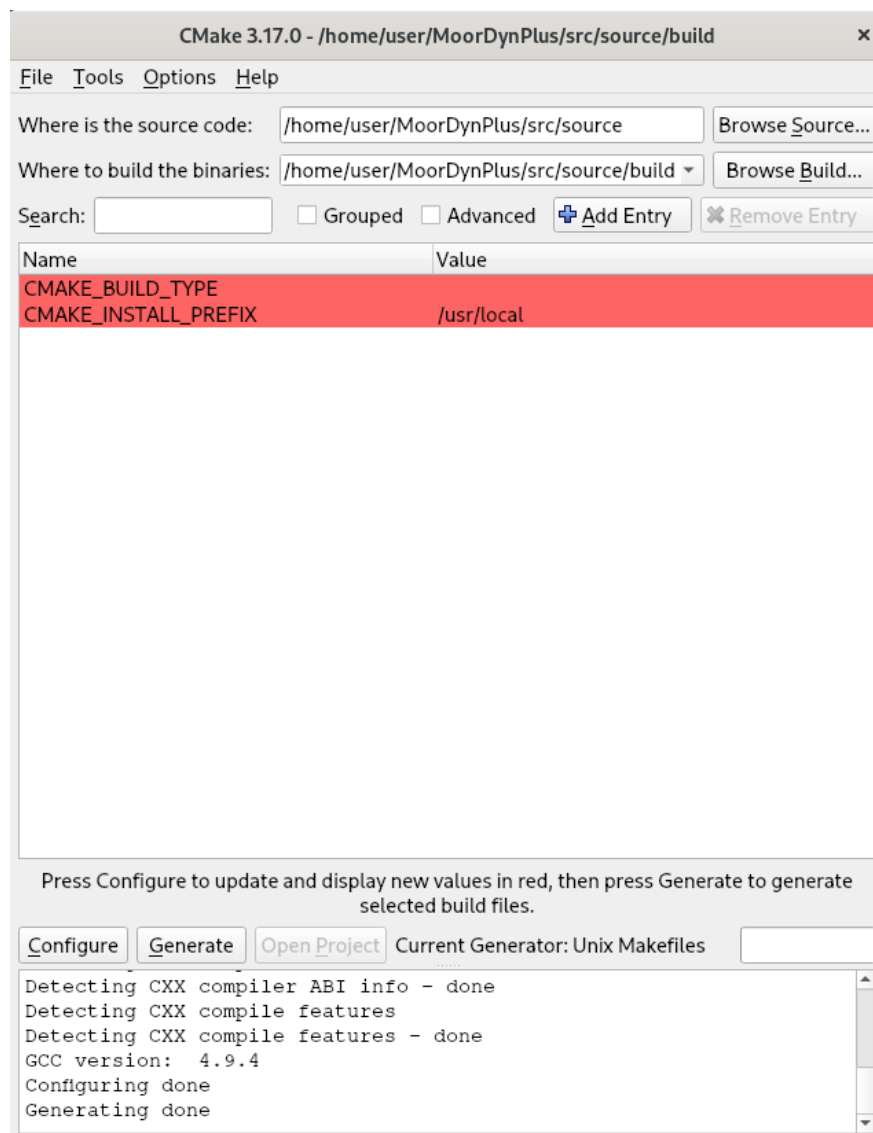 CMake 3.17.0 - /home/user/MoorDynPlus/src/source/build ×
File Tools Options Help
Where is the source code: /home/user/MoorDynPlus/src/source Browse Source...
Where to build the binaries: /home/user/MoorDynPlus/src/source/build Browse Build...
Search: Grouped Advanced Add Entry Remove Entry
Name Value
CMAKE_BUILD_TYPE
CMAKE_INSTALL_PREFIX /usr/local
Press Configure to update and display new values in red, then press Generate to generate
selected build files.
Configure Generate Open Project Current Generator: Unix Makefiles
Detecting CXX compiler ABI info - done
Detecting CXX compile features
Detecting CXX compile features - done
GCC version:  4.9.4
Configuring done
Generating done